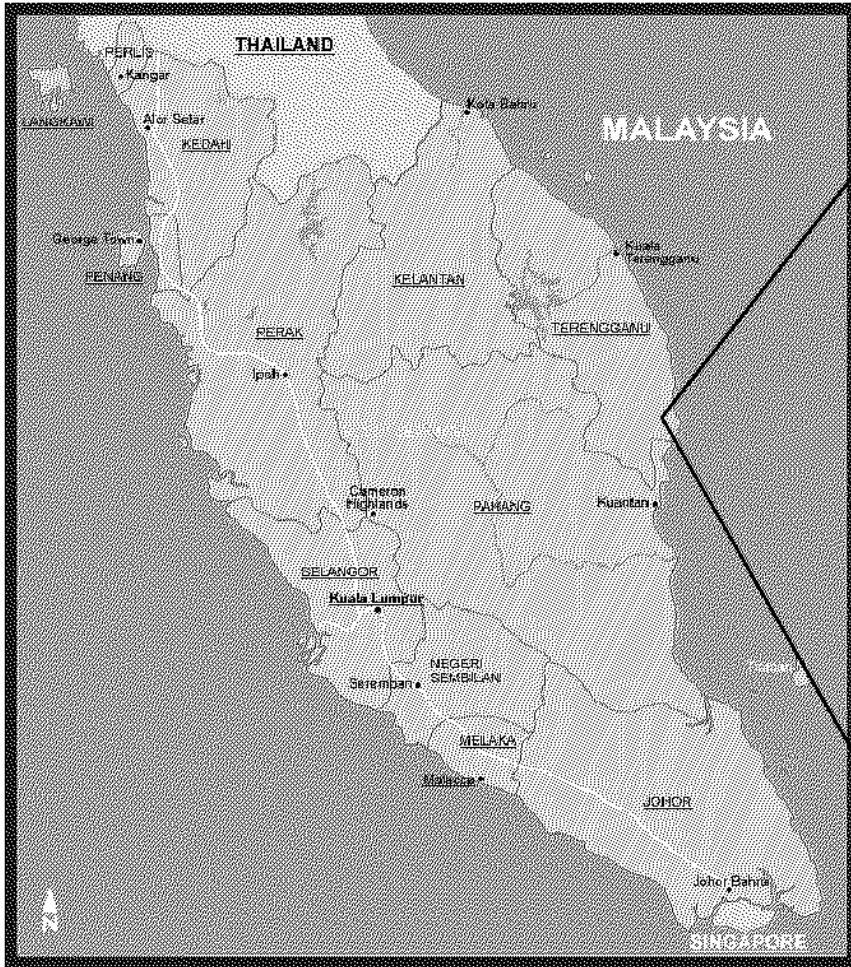 THAILAND
PERLIS
Kangar
LANGKAWI
Alor Setar
KEDAH
Kota Bahru
MALAYSIA
George Town
PENANG
Kuala
Terengganu
KELANTAN
PERAK
TERENGGANU
Ipoh
Cameron
Highlands
PAHANG
Kuantan
SELANGOR
Kuala Lumpur
NEGERI
SEMBILAN
Seremban
MELAKA
Malacca
JOHOR
Johor Bahru
N
SINGAPORE